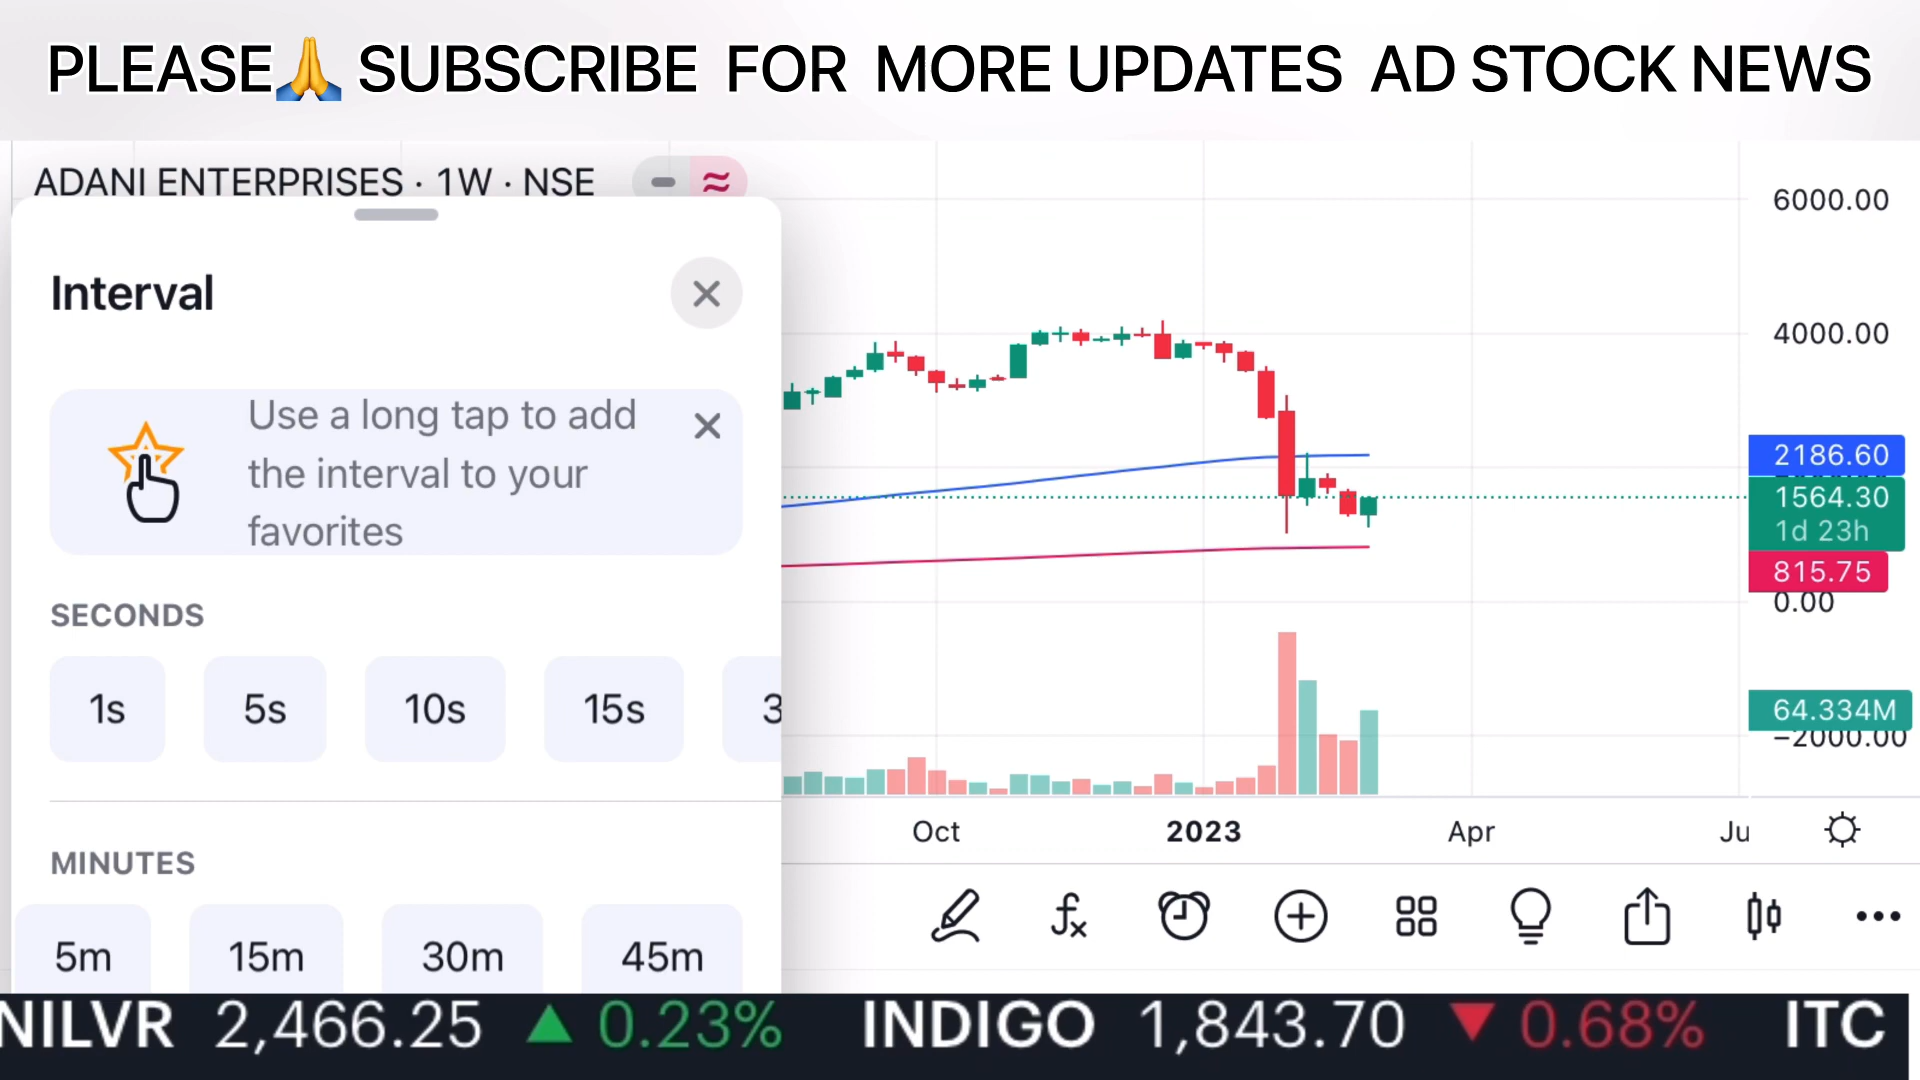 PLEASE🙏 SUBSCRIBE FOR MORE UPDATES AD STOCK NEWS
ADANI ENTERPRISES · 1W · NSE
Interval
Use a long tap to add
the interval to your
favorites
SECONDS
1s 5s 10s 15s 3
MINUTES
5m 15m 30m 45m
6000.00
4000.00
2186.60
1564.30
1d 23h
815.75
0.00
64.334M
−2000.00
Oct 2023 Apr Ju
NILVR 2,466.25 ▲ 0.23% INDIGO 1,843.70 ▼ 0.68% ITC